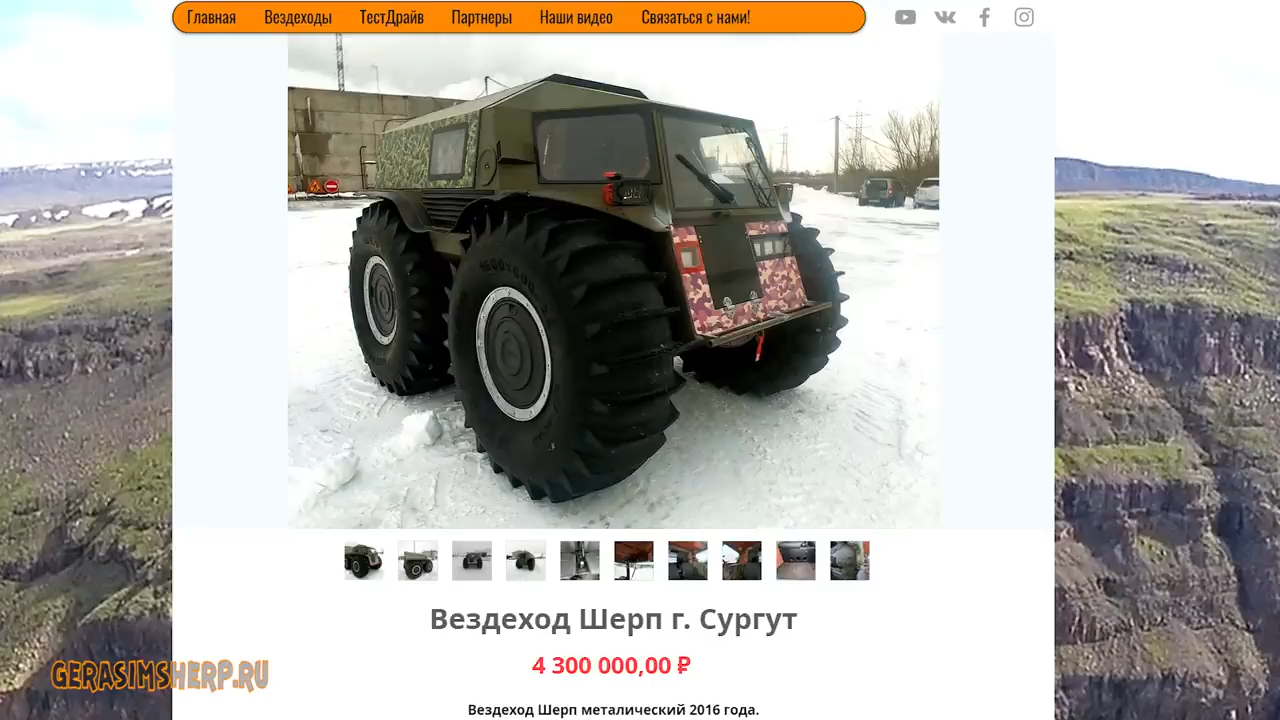 Главная Вездеходы ТестДрайв Партнеры Наши видео Связаться с нами!
1600x600
Вездеход Шерп г. Сургут
4 300 000,00 ₽
GERASIMSHERP.RU
Вездеход Шерп металический 2016 года.